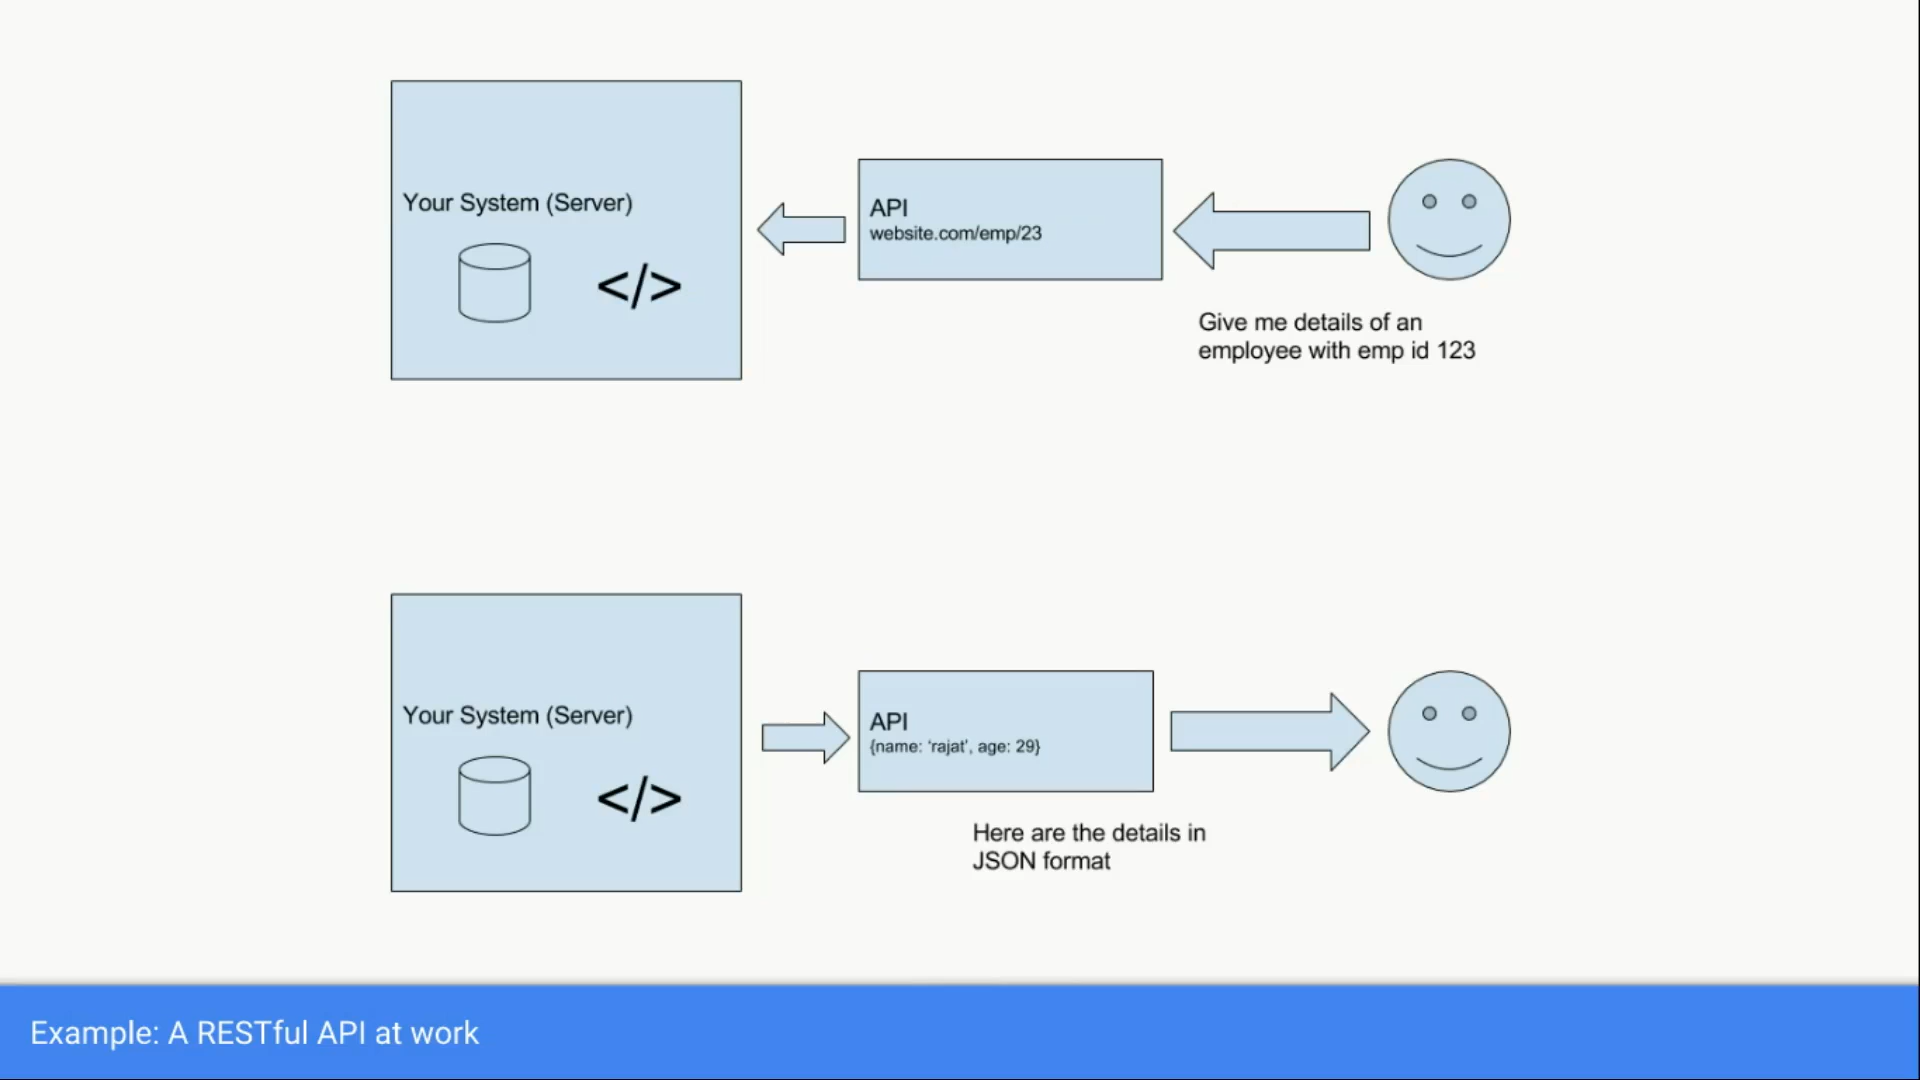 Your System (Server)
</>
API
website.com/emp/23
Give me details of an
employee with emp id 123
Your System (Server)
</>
API
{name: ‘rajat’, age: 29}
Here are the details in
JSON format
Example: A RESTful API at work